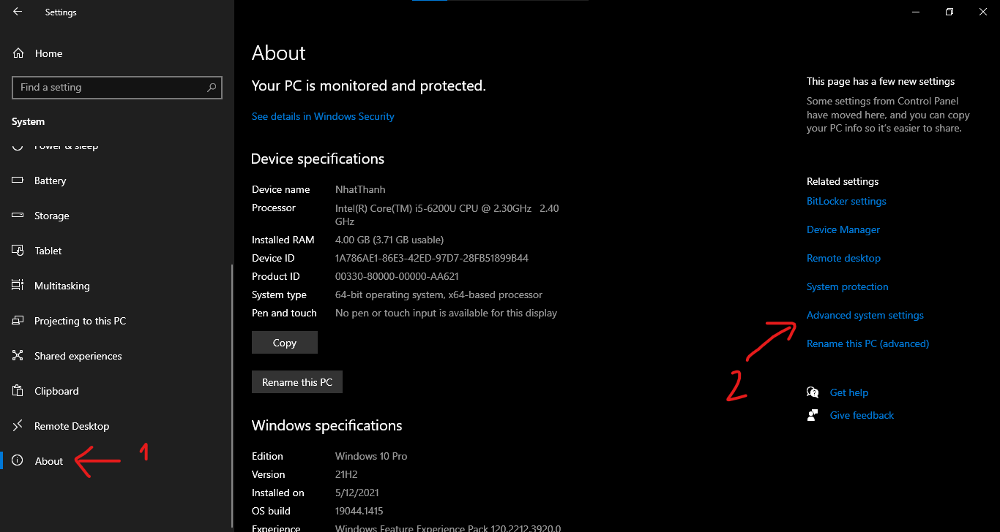 Settings
Home
Find a setting
System
Power & sleep
Battery
Storage
Tablet
Multitasking
Projecting to this PC
Shared experiences
Clipboard
Remote Desktop
About
1
About
Your PC is monitored and protected.
See details in Windows Security
Device specifications
Device name NhatThanh
Processor Intel(R) Core(TM) i5-6200U CPU @ 2.30GHz 2.40
GHz
Installed RAM 4.00 GB (3.71 GB usable)
Device ID 1A786AE1-86E3-42ED-97D7-28FB51899B44
Product ID 00330-80000-00000-AA621
System type 64-bit operating system, x64-based processor
Pen and touch No pen or touch input is available for this display
Copy
Rename this PC
Windows specifications
Edition Windows 10 Pro
Version 21H2
Installed on 5/12/2021
OS build 19044.1415
Experience Windows Feature Experience Pack 120.2212.3920.0
This page has a few new settings
Some settings from Control Panel
have moved here, and you can copy
your PC info so it's easier to share.
Related settings
BitLocker settings
Device Manager
Remote desktop
System protection
Advanced system settings
Rename this PC (advanced)
2
Get help
Give feedback